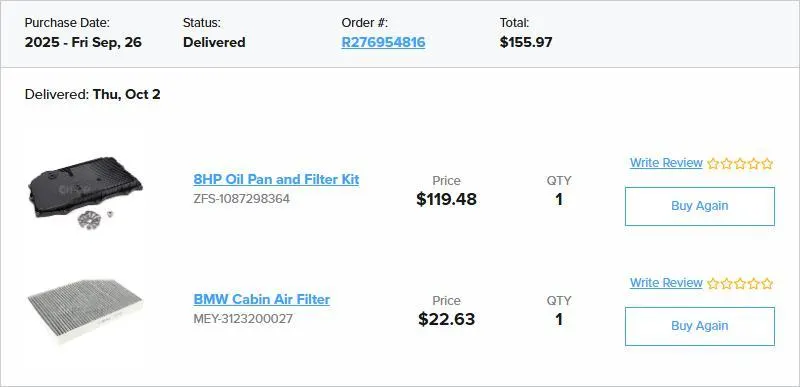 Purchase Date: Status: Order #: Total:
2025 - Fri Sep, 26 Delivered R276954816 $155.97
Delivered: Thu, Oct 2
8HP Oil Pan and Filter Kit Price QTY Write Review
ZFS-1087298364 $119.48 1 Buy Again
BMW Cabin Air Filter Price QTY Write Review
MEY-3123200027 $22.63 1 Buy Again